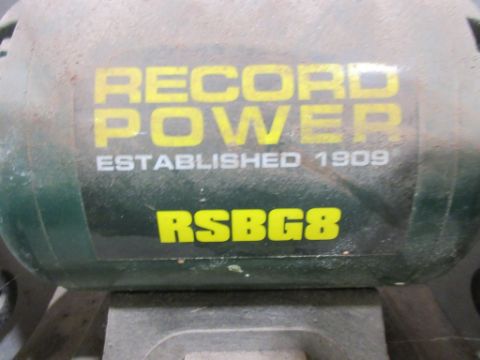 RECORD
POWER
ESTABLISHED 1909
RSBG8